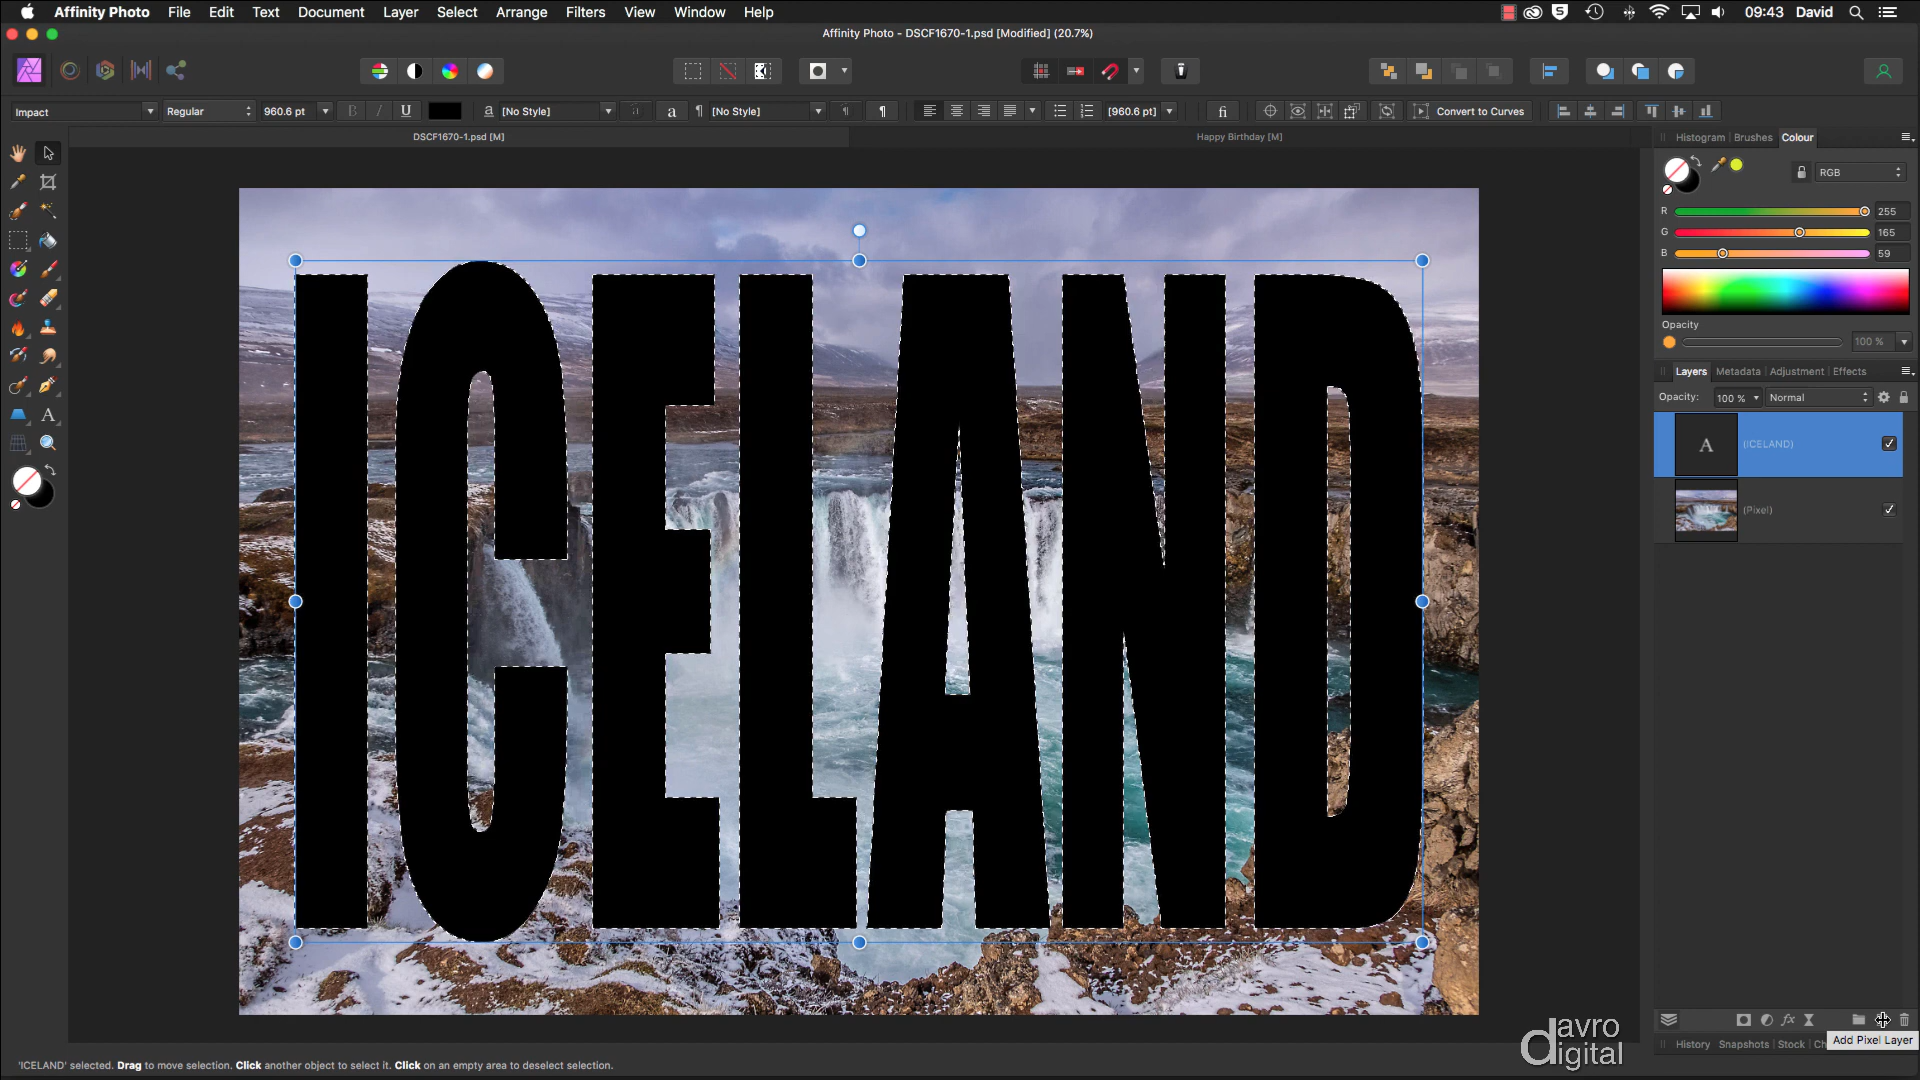 Affinity Photo File Edit Text Document Layer Select Arrange Filters View Window Help 09:43 David
Affinity Photo - DSCF1670-1.psd [Modified] (20.7%)
Impact Regular 960.6 pt B I U a [No Style] a ¶ [No Style] ¶ [960.6 pt] fi Convert to Curves
DSCF1670-1.psd [M] Happy Birthday [M]
Histogram Brushes Colour
RGB
R 255
G 165
B 59
Opacity
100 %
Layers Metadata Adjustment Effects
Opacity: 100 % Normal
A (ICELAND)
(Pixel)
ICELAND
davro
digital
fx
Add Pixel Layer
History Snapshots Stock
'ICELAND' selected. Drag to move selection. Click another object to select it. Click on an empty area to deselect selection.